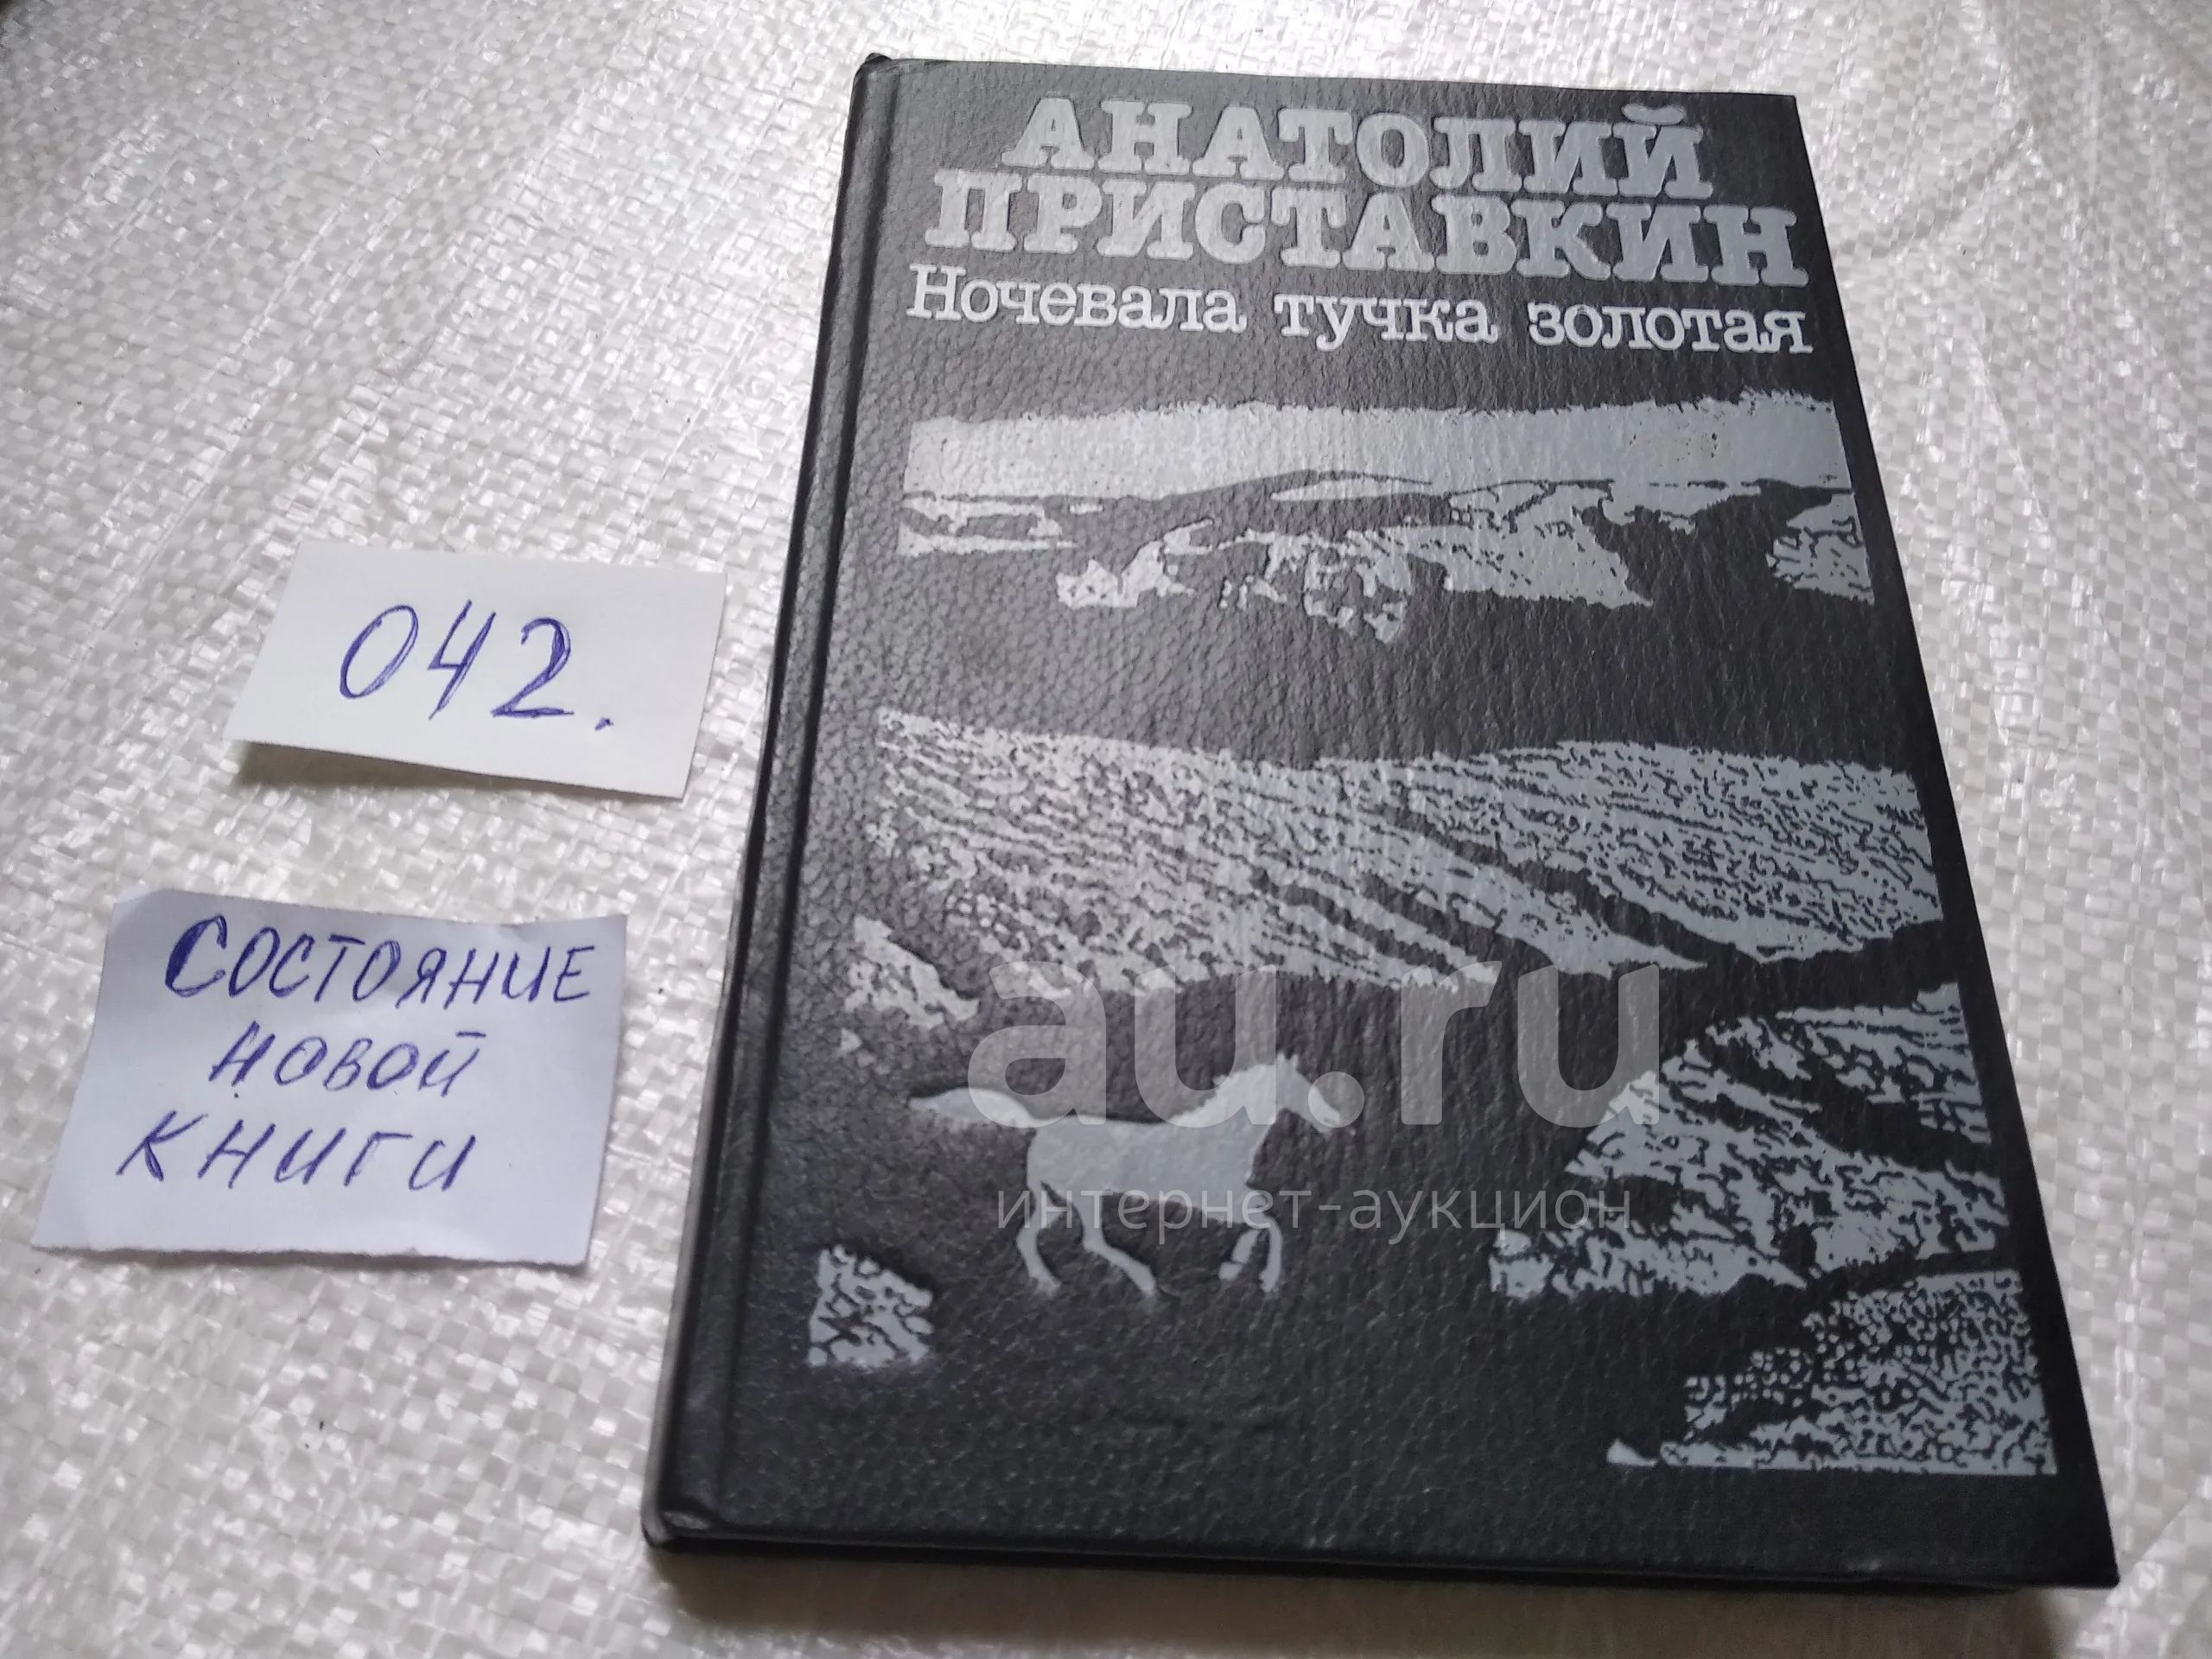 АНАТОЛИЙ
ПРИСТАВКИН
Ночевала тучка золотая
042.
СОСТОЯНИЕ
НОВОЙ
КНИГИ
au.ru
интернет-аукцион